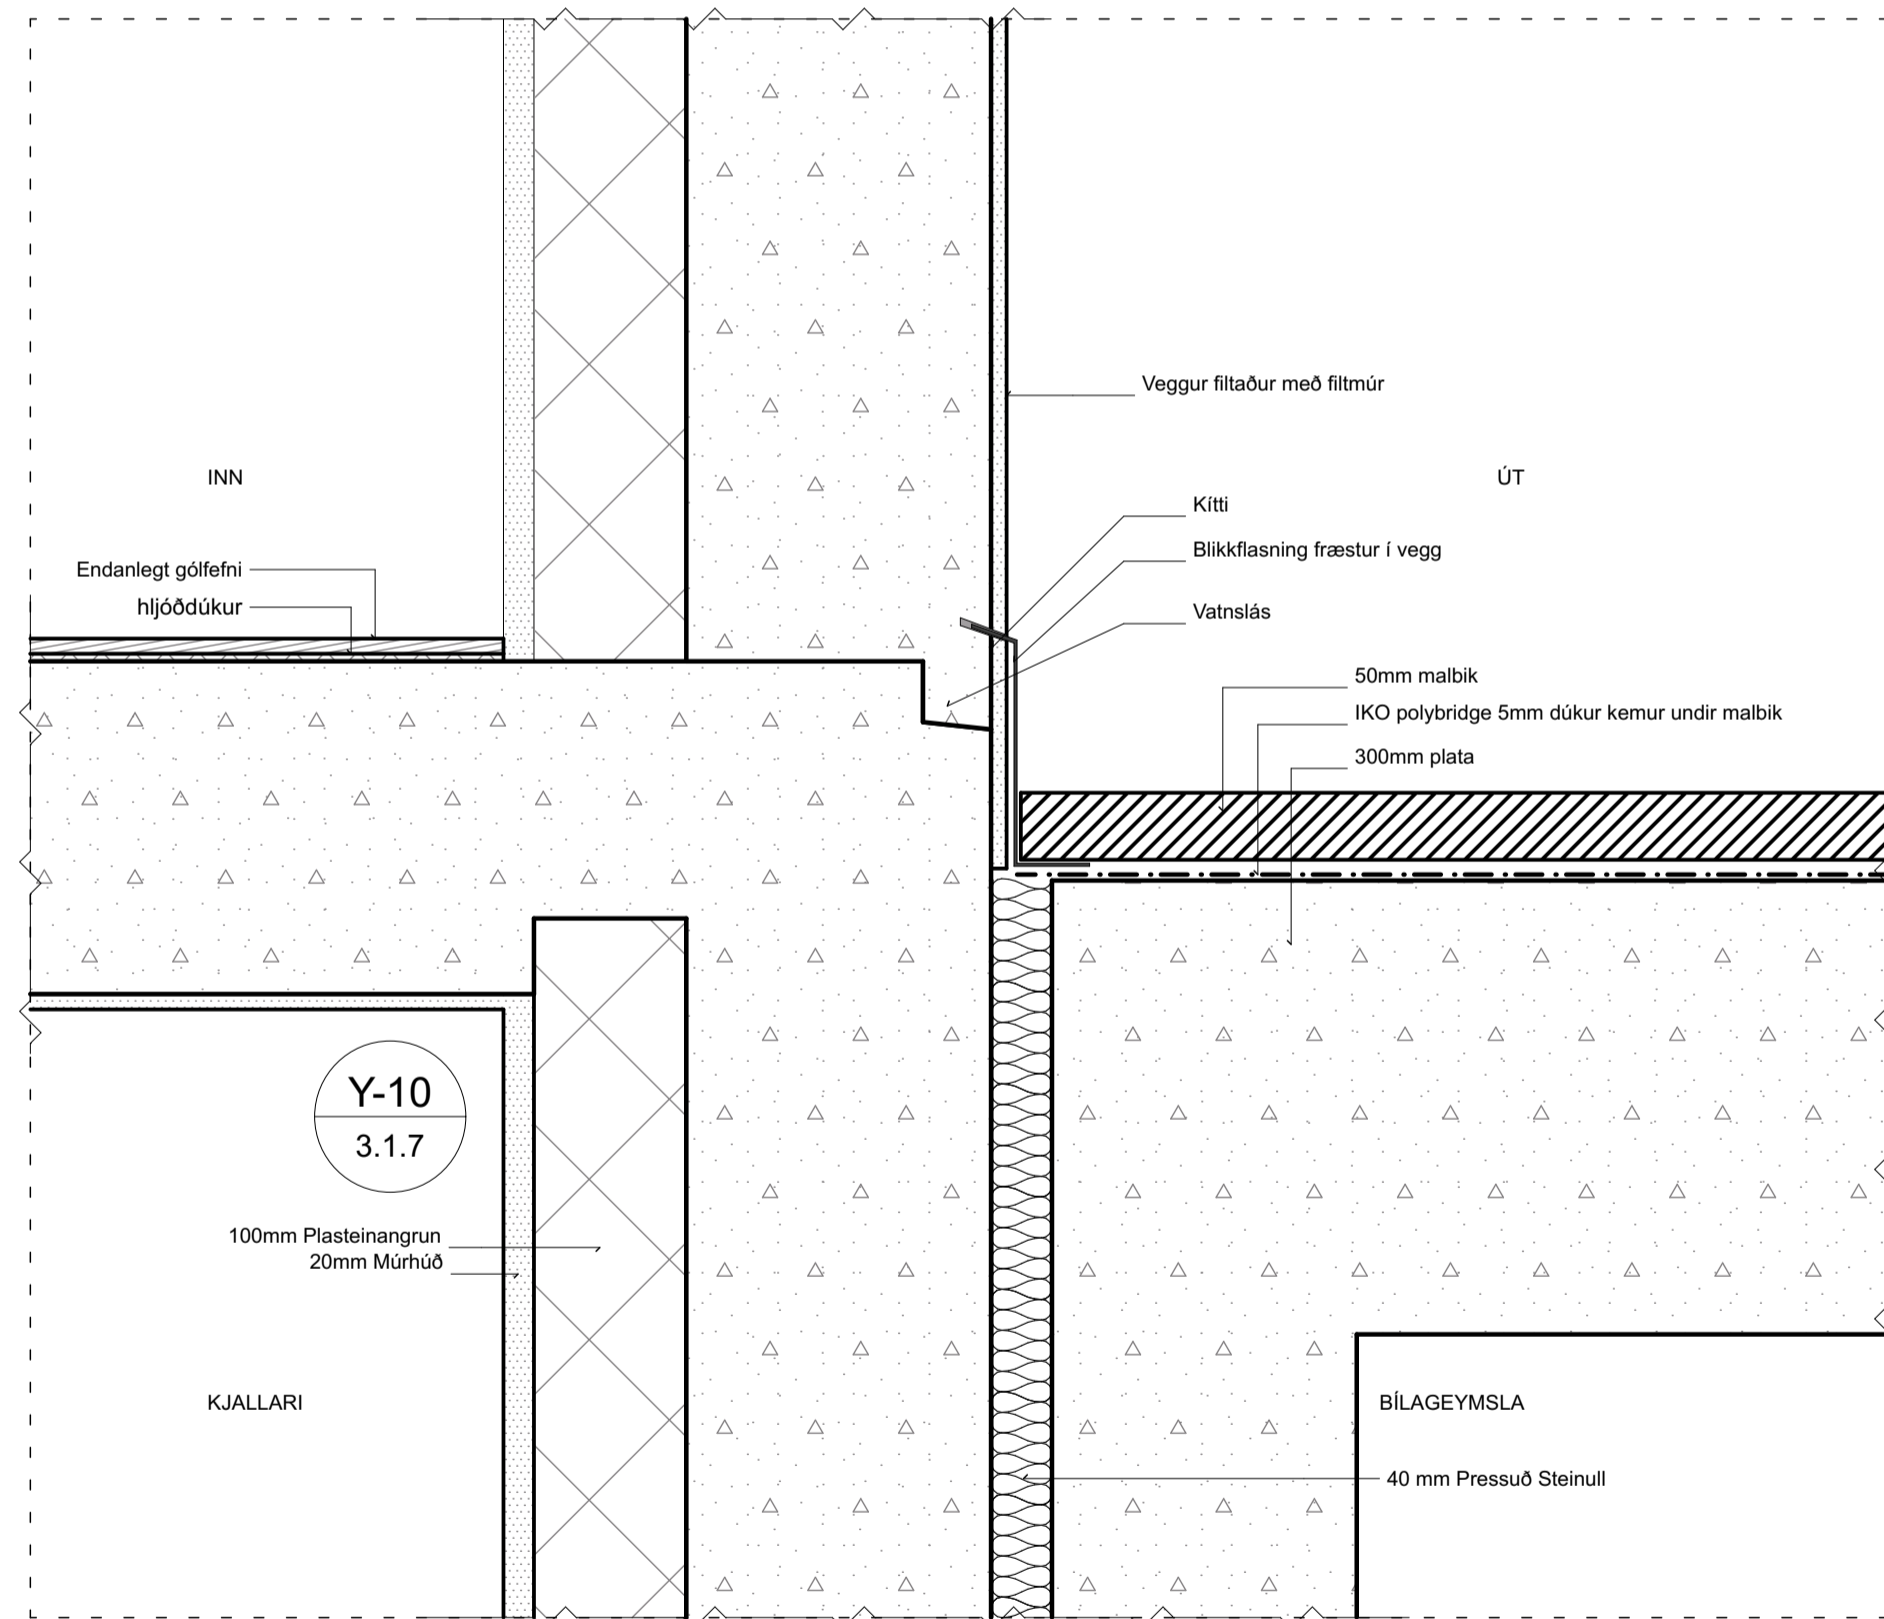 Veggur filtaður með filtmúr
INN
ÚT
Kítti
Blikkflasning fræstur í vegg
Endanlegt gólfefni
hljóðdúkur
Vatnslás
50mm malbik
IKO polybridge 5mm dúkur kemur undir malbik
300mm plata
Y-10
3.1.7
100mm Plasteinangrun
20mm Múrhúð
KJALLARI
BÍLAGEYMSLA
40 mm Pressuð Steinull